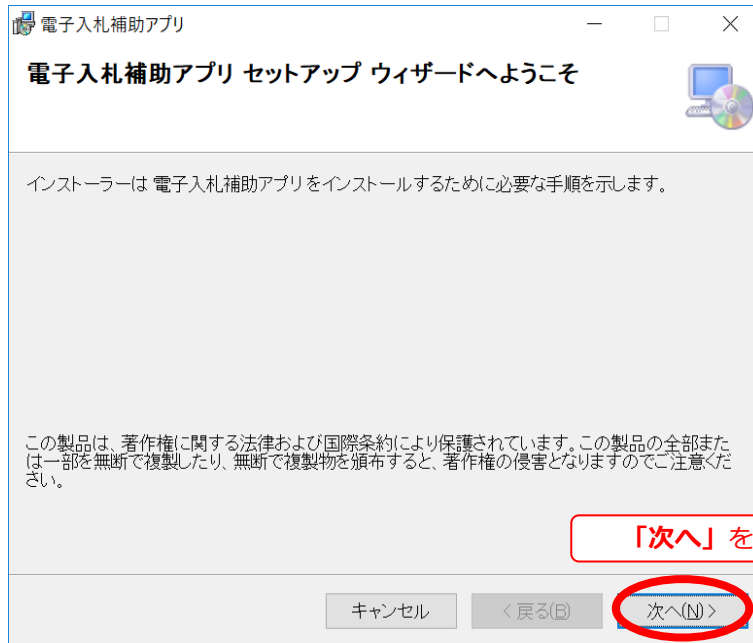 電子入札補助アプリ
電子入札補助アプリ セットアップ ウィザードへようこそ
インストーラーは 電子入札補助アプリをインストールするために必要な手順を示します。
この製品は、著作権に関する法律および国際条約により保護されています。この製品の全部また
は一部を無断で複製したり、無断で複製物を頒布すると、著作権の侵害となりますのでご注意くだ
さい。
「次へ」を
キャンセル
< 戻る(B)
次へ(N) >